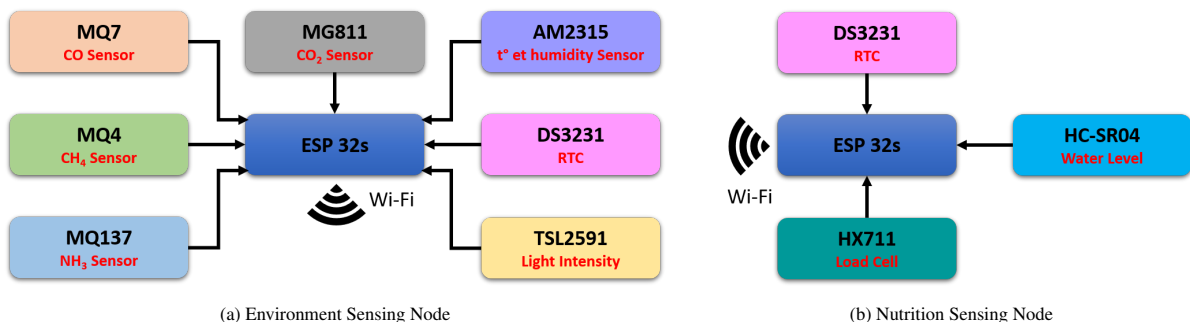 MQ7
CO Sensor
MG811
CO₂ Sensor
AM2315
t° et humidity Sensor
MQ4
CH₄ Sensor
ESP 32s
DS3231
RTC
Wi-Fi
MQ137
NH₃ Sensor
TSL2591
Light Intensity
(a) Environment Sensing Node
DS3231
RTC
ESP 32s
HC-SR04
Water Level
Wi-Fi
HX711
Load Cell
(b) Nutrition Sensing Node